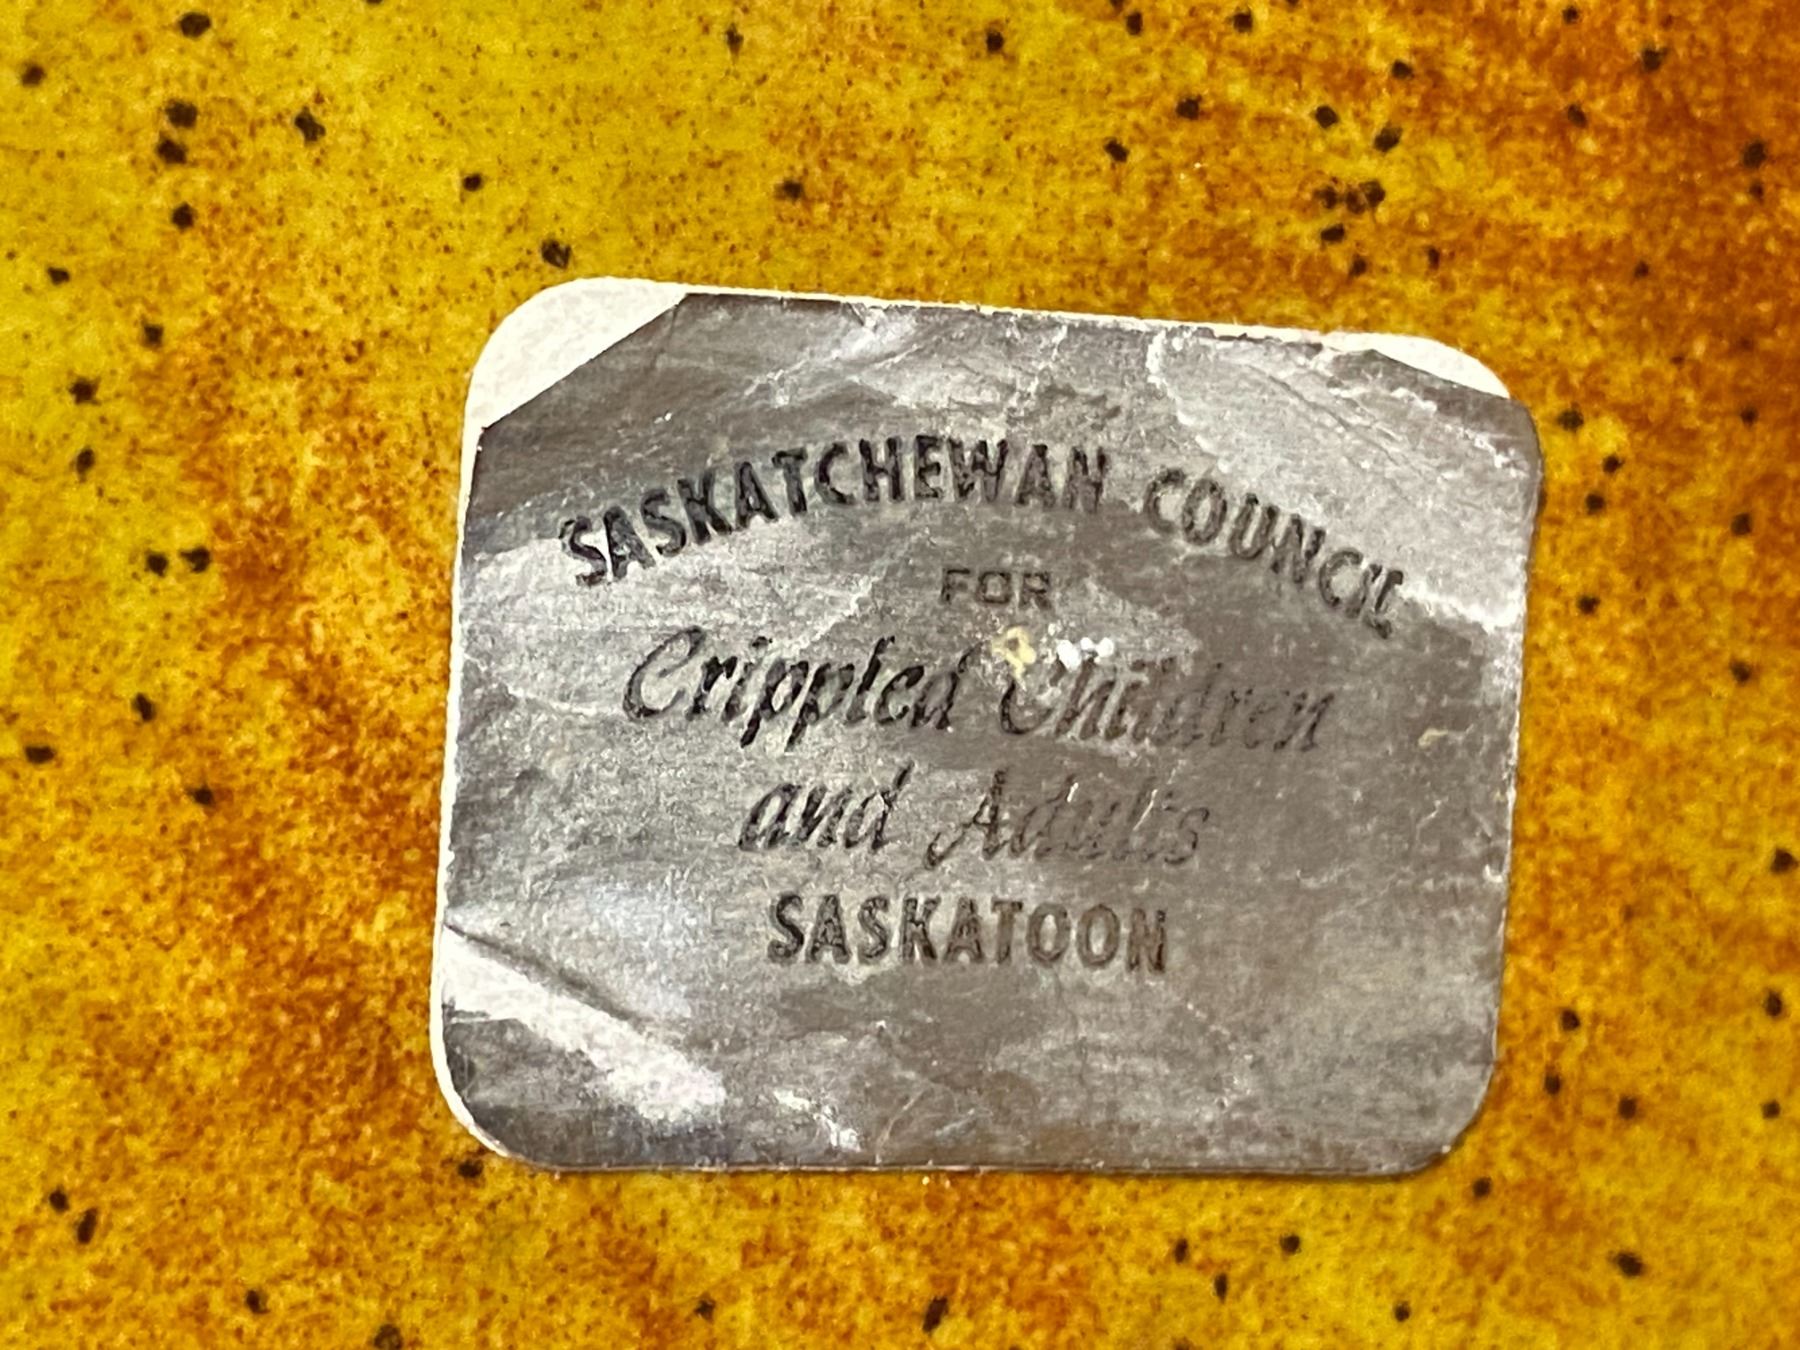 SASKATCHEWAN COUNCIL
FOR
Crippled Children
and Adults
SASKATOON